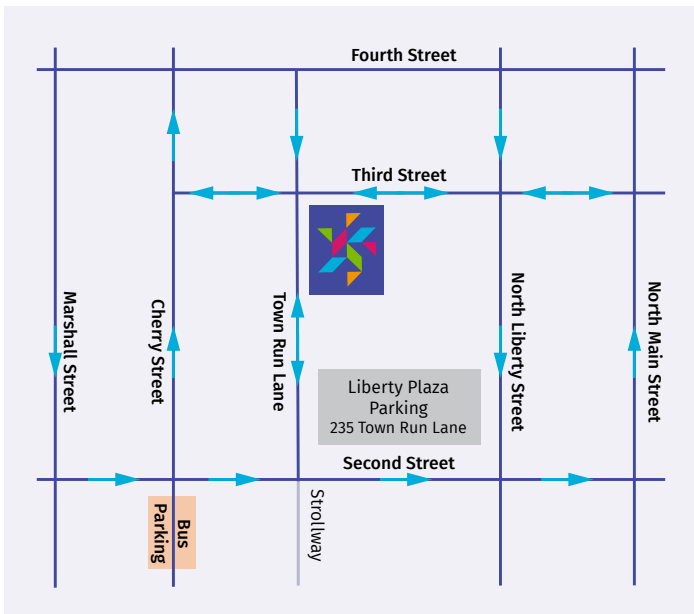 Fourth Street
Third Street
Marshall Street
Cherry Street
Town Run Lane
North Liberty Street
North Main Street
Liberty Plaza
Parking
235 Town Run Lane
Second Street
Bus
Parking
Strollway